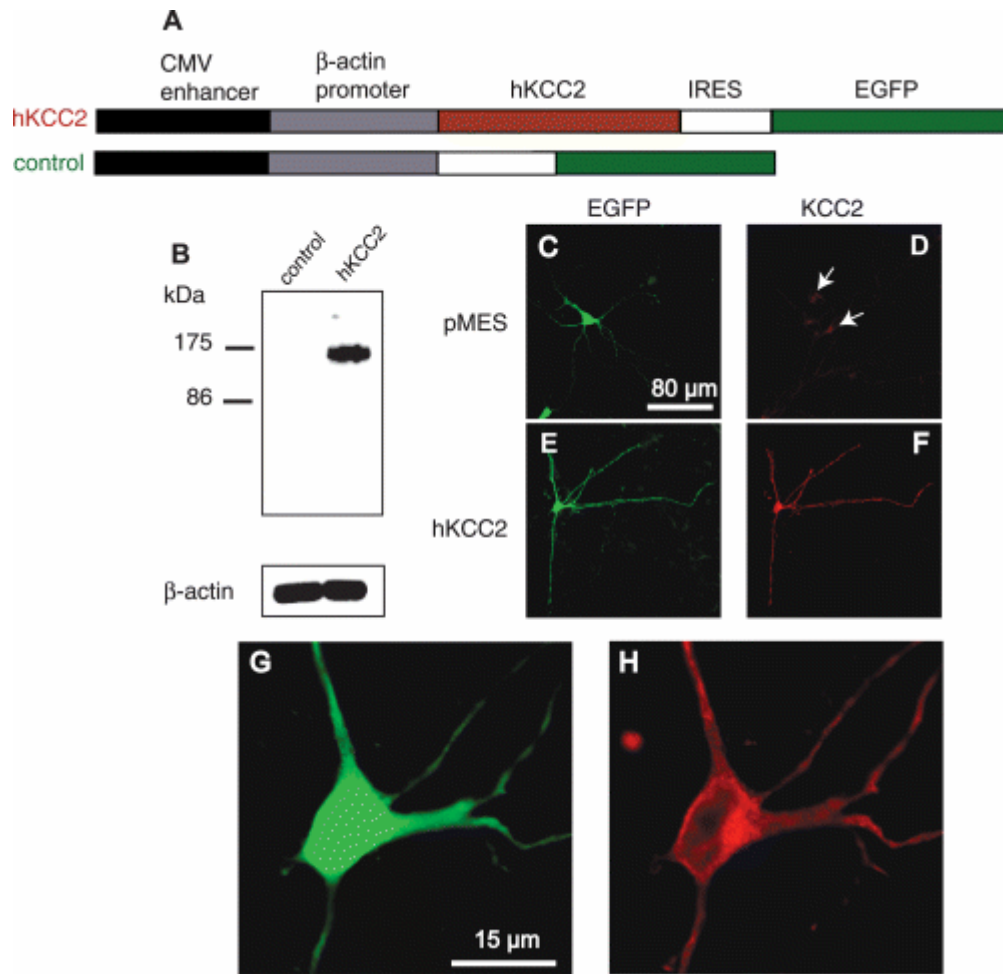 A
CMV
enhancer
β-actin
promoter
hKCC2
IRES
EGFP
hKCC2
control
EGFP
KCC2
B
control
hKCC2
kDa
175
86
β-actin
C
D
pMES
80 μm
E
F
hKCC2
G
H
15 μm